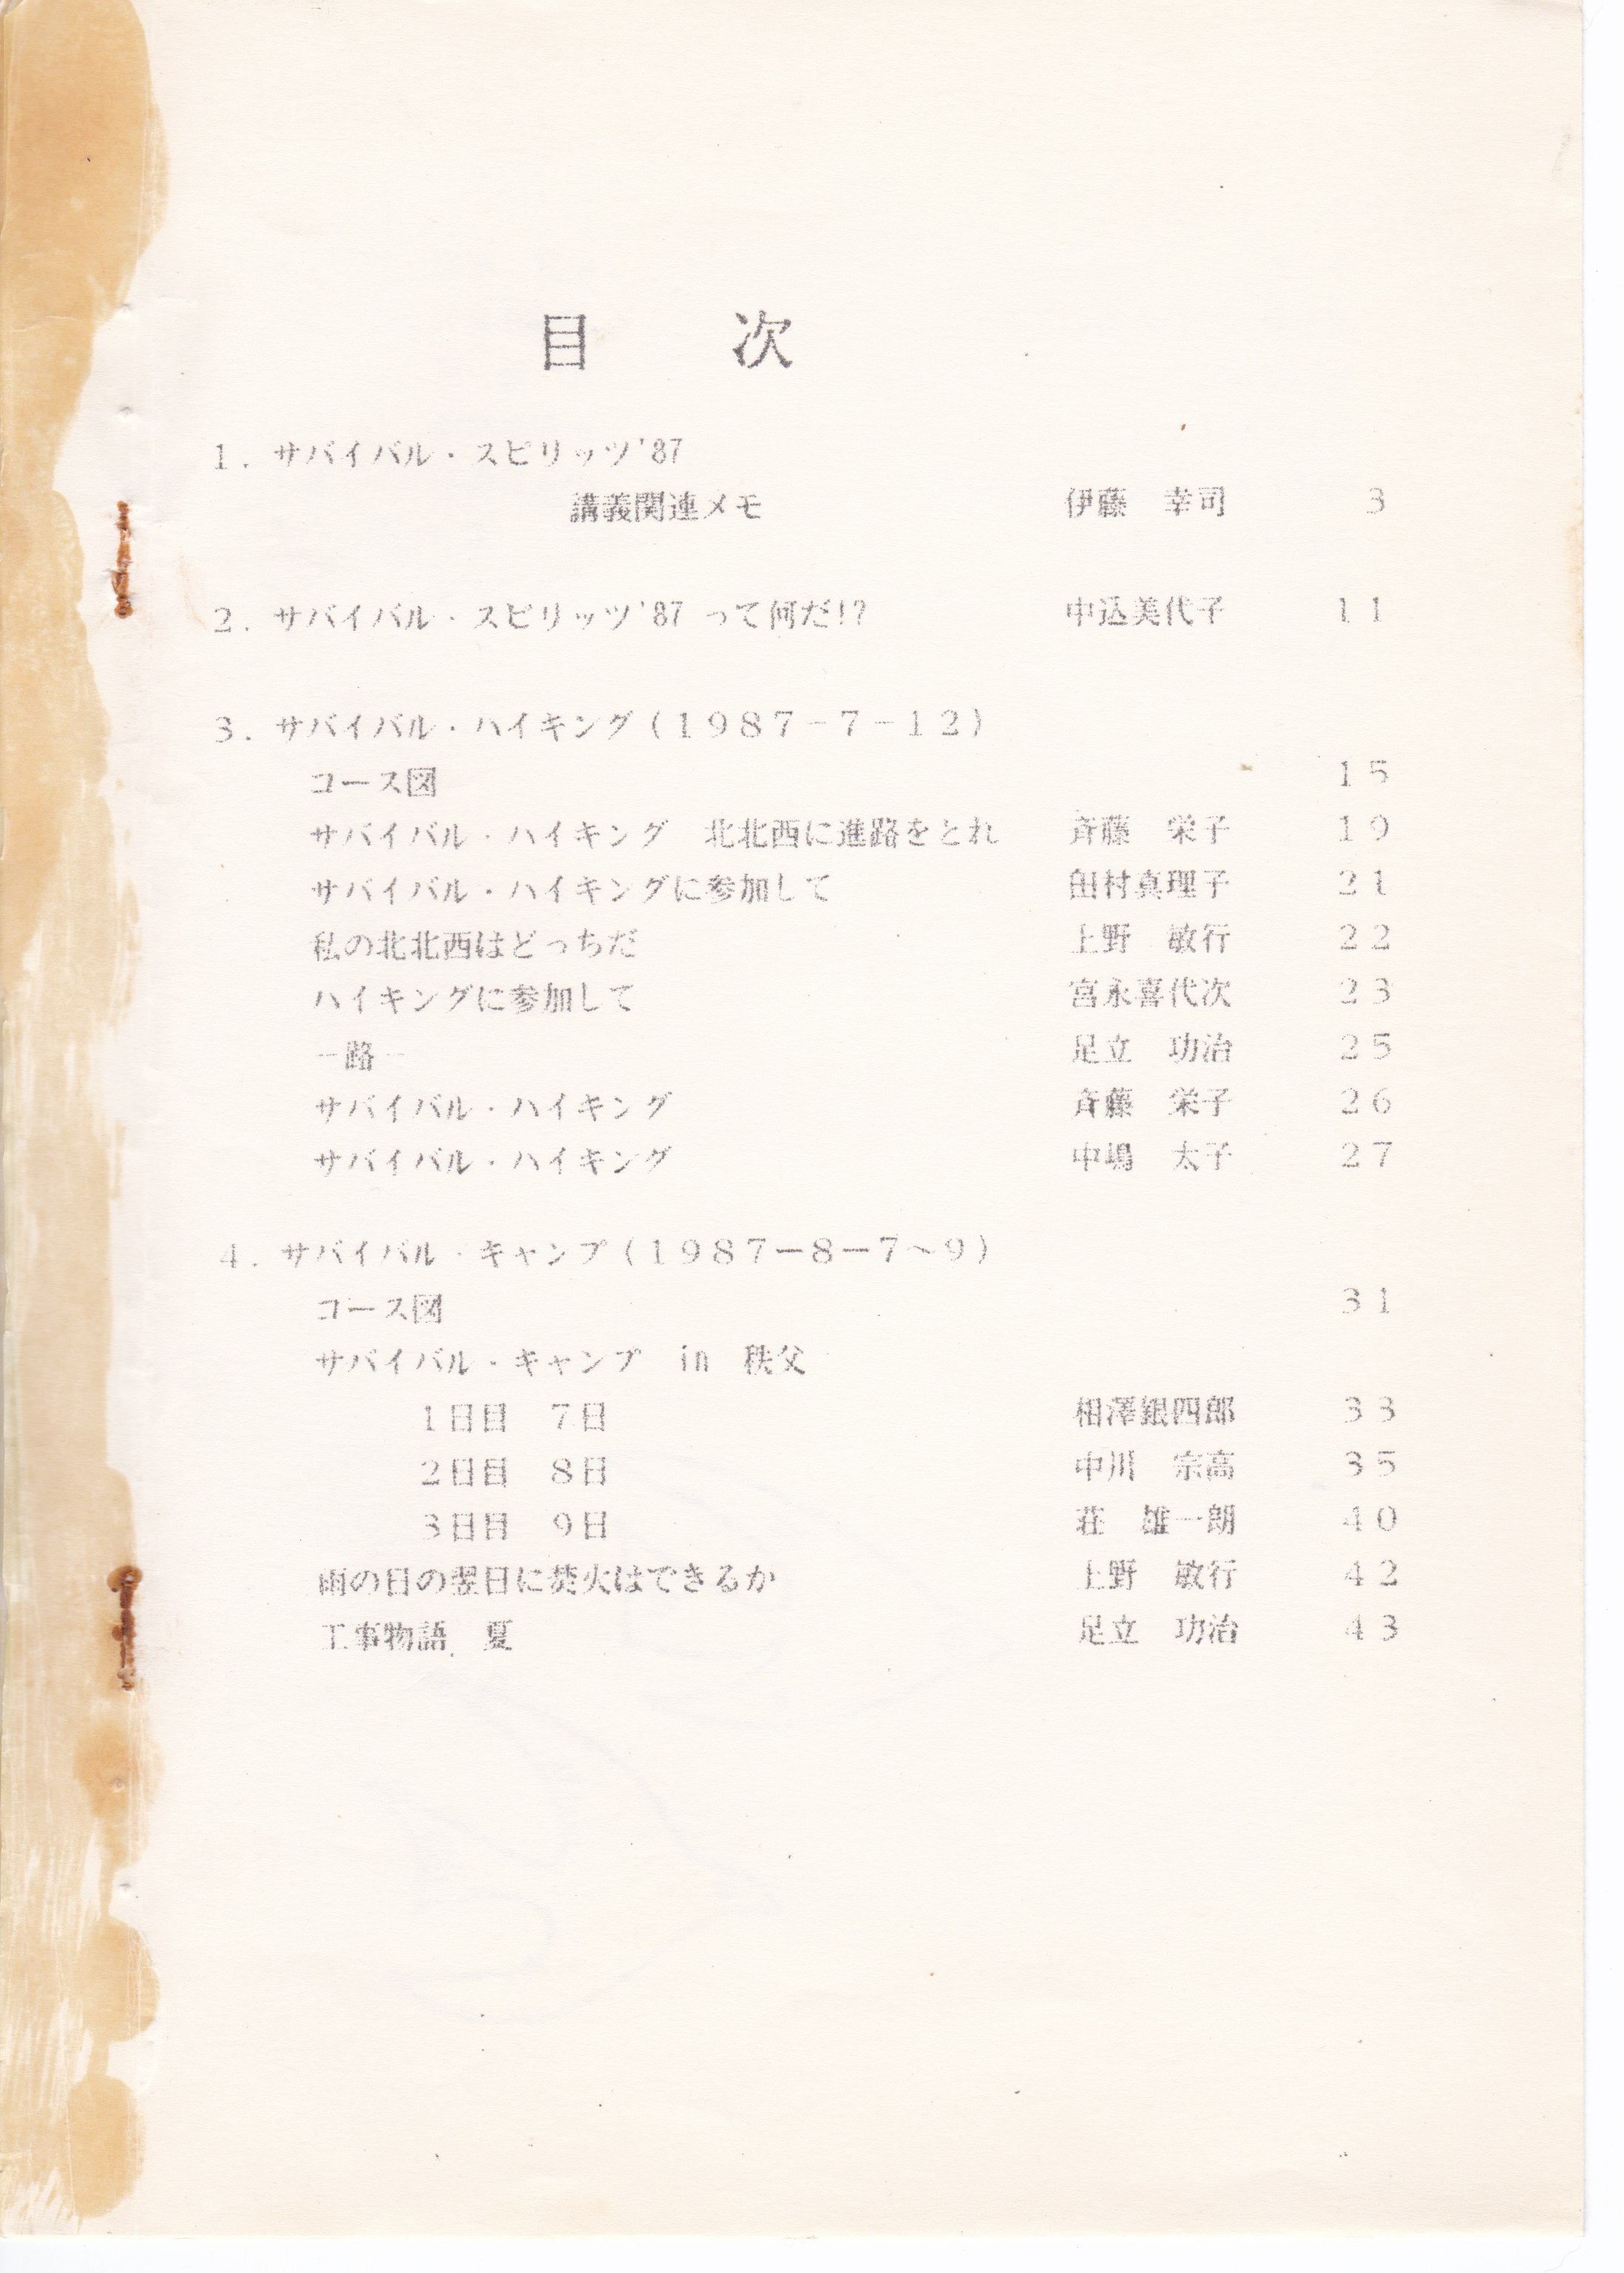 目　次
1. サバイバル・スピリッツ'87
講義関連メモ　伊藤　幸司　3
2. サバイバル・スピリッツ'87 って何だ!?　中込美代子　11
3. サバイバル・ハイキング(1987-7-12)
コース図　15
サバイバル・ハイキング　北北西に進路をとれ　斉藤　栄子　19
サバイバル・ハイキングに参加して　田村真理子　21
私の北北西はどっちだ　上野　敏行　22
ハイキングに参加して　宮永喜代次　23
－路－　足立　功治　25
サバイバル・ハイキング　斉藤　栄子　26
サバイバル・ハイキング　中嶋　太子　27
4. サバイバル・キャンプ(1987－8－7～9)
コース図　31
サバイバル・キャンプ　in　秩父
1日目　7日　相澤銀四郎　33
2日目　8日　中川　宗高　35
3日目　9日　荘　雄一朗　40
雨の日の翌日に焚火はできるか　上野　敏行　42
工事物語　夏　足立　功治　43